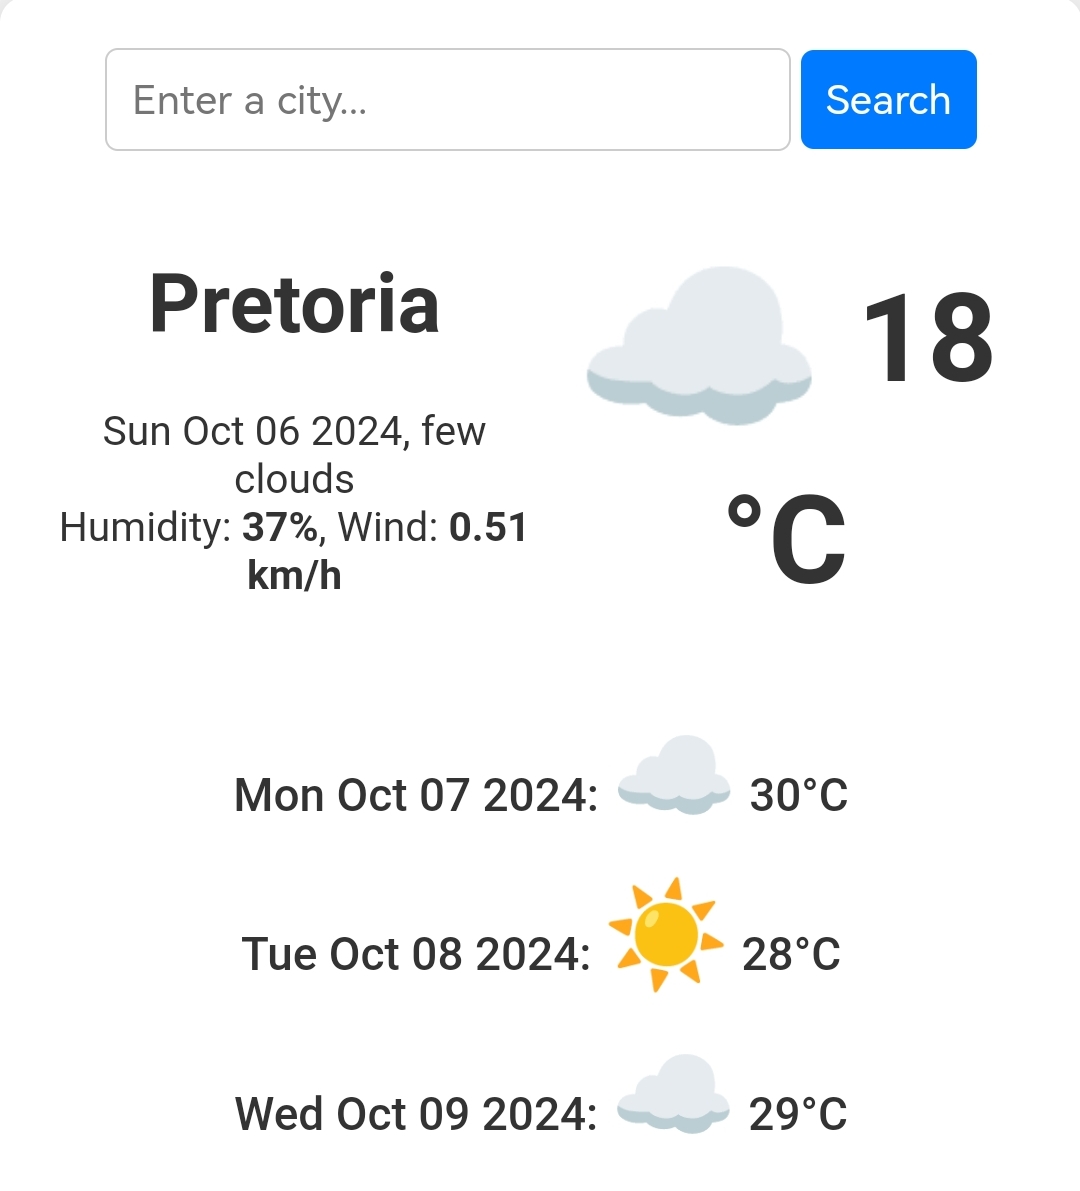 Enter a city...
Search
Pretoria
18
°C
Sun Oct 06 2024, few
clouds
Humidity: 37%, Wind: 0.51
km/h
Mon Oct 07 2024: 30°C
Tue Oct 08 2024: 28°C
Wed Oct 09 2024: 29°C